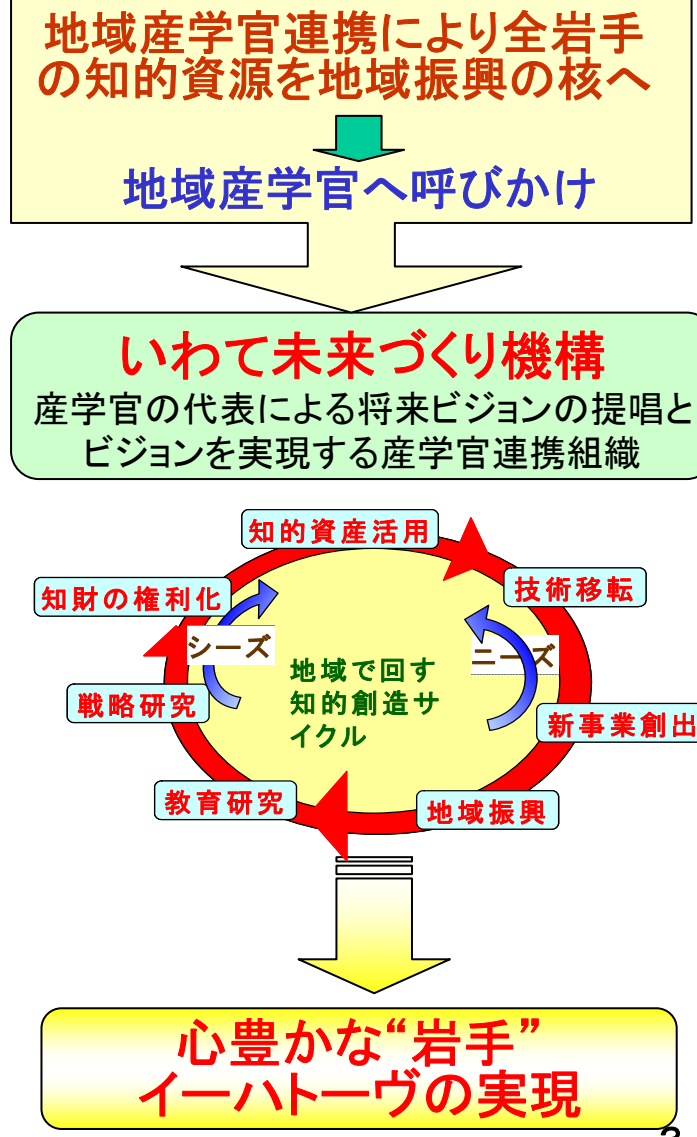 地域産学官連携により全岩手
の知的資源を地域振興の核へ
地域産学官へ呼びかけ
いわて未来づくり機構
産学官の代表による将来ビジョンの提唱と
ビジョンを実現する産学官連携組織
知的資産活用
技術移転
知財の権利化
シーズ
ニーズ
地域で回す
知的創造サ
イクル
戦略研究
新事業創出
教育研究
地域振興
心豊かな“岩手”
イーハトーヴの実現